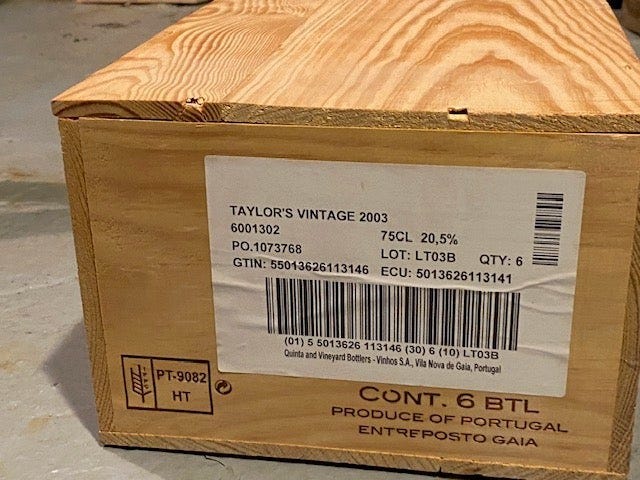 TAYLOR'S VINTAGE 2003
6001302 75CL 20,5%
PO.1073768 LOT: LT03B QTY: 6
GTIN: 55013626113146 ECU: 5013626113141
(01) 5 5013626 113146 (30) 6 (10) LT03B
Quinta and Vineyard Bottlers - Vinhos S.A., Vila Nova de Gaia, Portugal
PT-9082
HT
CONT. 6 BTL
PRODUCE OF PORTUGAL
ENTREPOSTO GAIA